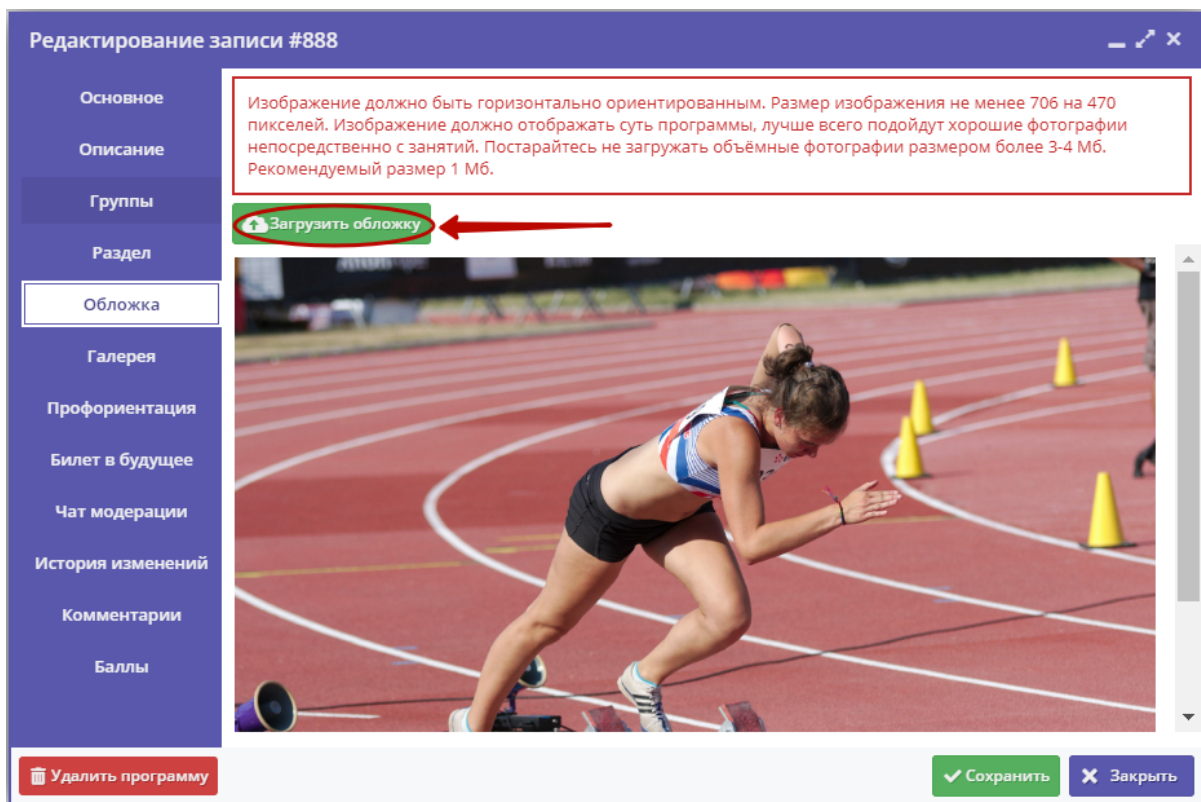 Редактирование записи #888
Основное
Описание
Группы
Раздел
Обложка
Галерея
Профориентация
Билет в будущее
Чат модерации
История изменений
Комментарии
Баллы
Изображение должно быть горизонтально ориентированным. Размер изображения не менее 706 на 470
пикселей. Изображение должно отображать суть программы, лучше всего подойдут хорошие фотографии
непосредственно с занятий. Постарайтесь не загружать объёмные фотографии размером более 3-4 Мб.
Рекомендуемый размер 1 Мб.
Загрузить обложку
Удалить программу
Сохранить
Закрыть